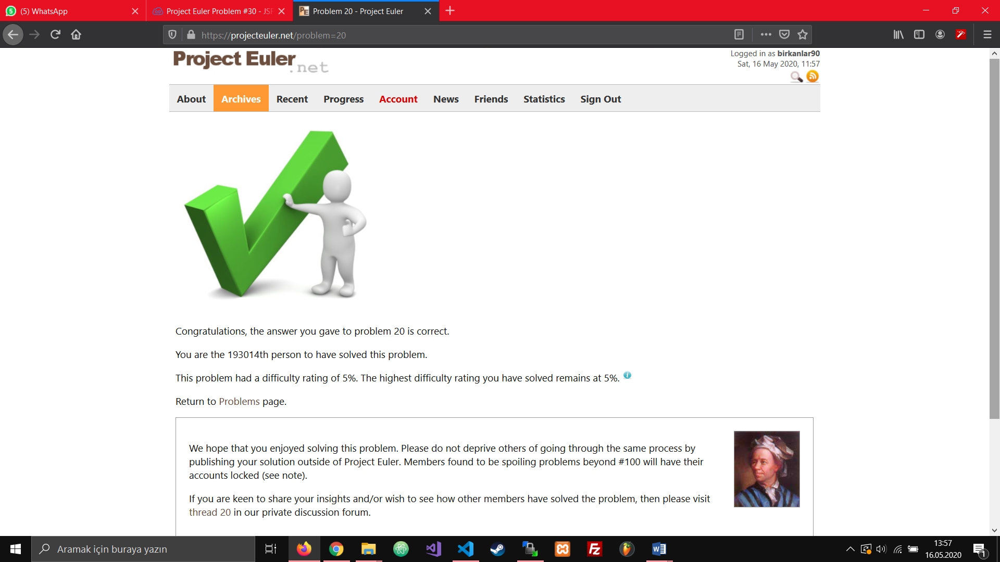 (5) WhatsApp
Project Euler Problem #30 - JSF
Problem 20 - Project Euler
https://projecteuler.net/problem=20
Project Euler
.net
Logged in as birkanlar90
Sat, 16 May 2020, 11:57
About Archives Recent Progress Account News Friends Statistics Sign Out
Congratulations, the answer you gave to problem 20 is correct.
You are the 193014th person to have solved this problem.
This problem had a difficulty rating of 5%. The highest difficulty rating you have solved remains at 5%.
Return to Problems page.
We hope that you enjoyed solving this problem. Please do not deprive others of going through the same process by
publishing your solution outside of Project Euler. Members found to be spoiling problems beyond #100 will have their
accounts locked (see note).
If you are keen to share your insights and/or wish to see how other members have solved the problem, then please visit
thread 20 in our private discussion forum.
Aramak için buraya yazın
13:57
16.05.2020
1